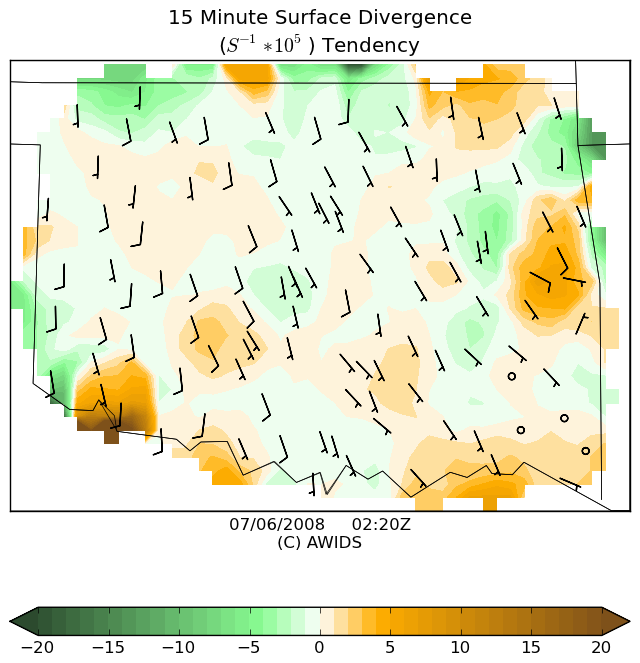 15 Minute Surface Divergence
(S⁻¹ * 10⁵ ) Tendency
07/06/2008 02:20Z
(C) AWIDS
−20 −15 −10 −5 0 5 10 15 20